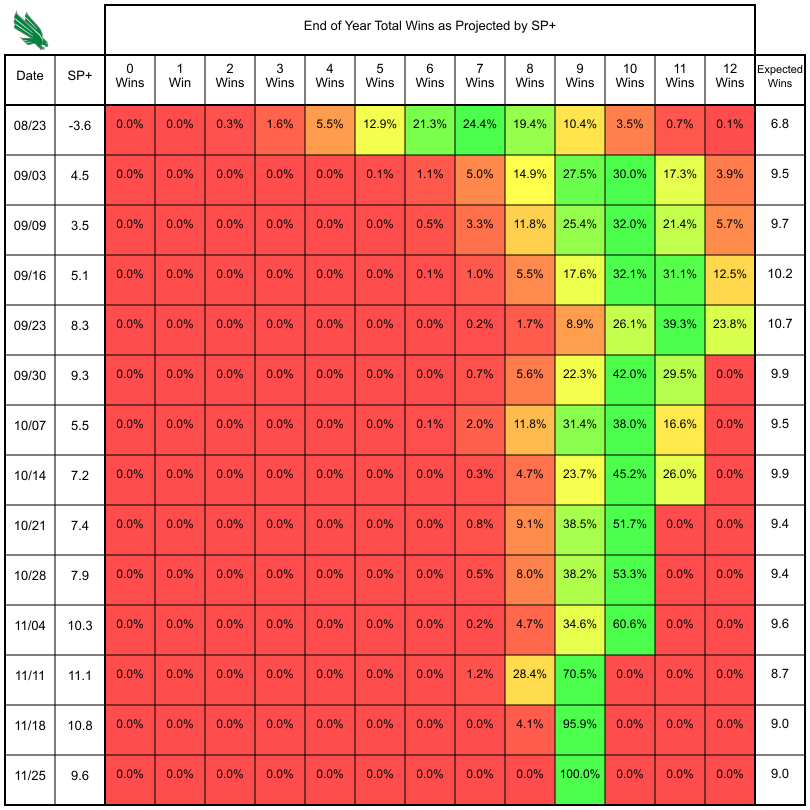 End of Year Total Wins as Projected by SP+
Date SP+ 0 Wins 1 Win 2 Wins 3 Wins 4 Wins 5 Wins 6 Wins 7 Wins 8 Wins 9 Wins 10 Wins 11 Wins 12 Wins Expected Wins
08/23 -3.6 0.0% 0.0% 0.3% 1.6% 5.5% 12.9% 21.3% 24.4% 19.4% 10.4% 3.5% 0.7% 0.1% 6.8
09/03 4.5 0.0% 0.0% 0.0% 0.0% 0.0% 0.1% 1.1% 5.0% 14.9% 27.5% 30.0% 17.3% 3.9% 9.5
09/09 3.5 0.0% 0.0% 0.0% 0.0% 0.0% 0.0% 0.5% 3.3% 11.8% 25.4% 32.0% 21.4% 5.7% 9.7
09/16 5.1 0.0% 0.0% 0.0% 0.0% 0.0% 0.0% 0.1% 1.0% 5.5% 17.6% 32.1% 31.1% 12.5% 10.2
09/23 8.3 0.0% 0.0% 0.0% 0.0% 0.0% 0.0% 0.0% 0.2% 1.7% 8.9% 26.1% 39.3% 23.8% 10.7
09/30 9.3 0.0% 0.0% 0.0% 0.0% 0.0% 0.0% 0.0% 0.7% 5.6% 22.3% 42.0% 29.5% 0.0% 9.9
10/07 5.5 0.0% 0.0% 0.0% 0.0% 0.0% 0.0% 0.1% 2.0% 11.8% 31.4% 38.0% 16.6% 0.0% 9.5
10/14 7.2 0.0% 0.0% 0.0% 0.0% 0.0% 0.0% 0.0% 0.3% 4.7% 23.7% 45.2% 26.0% 0.0% 9.9
10/21 7.4 0.0% 0.0% 0.0% 0.0% 0.0% 0.0% 0.0% 0.8% 9.1% 38.5% 51.7% 0.0% 0.0% 9.4
10/28 7.9 0.0% 0.0% 0.0% 0.0% 0.0% 0.0% 0.0% 0.5% 8.0% 38.2% 53.3% 0.0% 0.0% 9.4
11/04 10.3 0.0% 0.0% 0.0% 0.0% 0.0% 0.0% 0.0% 0.2% 4.7% 34.6% 60.6% 0.0% 0.0% 9.6
11/11 11.1 0.0% 0.0% 0.0% 0.0% 0.0% 0.0% 0.0% 1.2% 28.4% 70.5% 0.0% 0.0% 0.0% 8.7
11/18 10.8 0.0% 0.0% 0.0% 0.0% 0.0% 0.0% 0.0% 0.0% 4.1% 95.9% 0.0% 0.0% 0.0% 9.0
11/25 9.6 0.0% 0.0% 0.0% 0.0% 0.0% 0.0% 0.0% 0.0% 0.0% 100.0% 0.0% 0.0% 0.0% 9.0